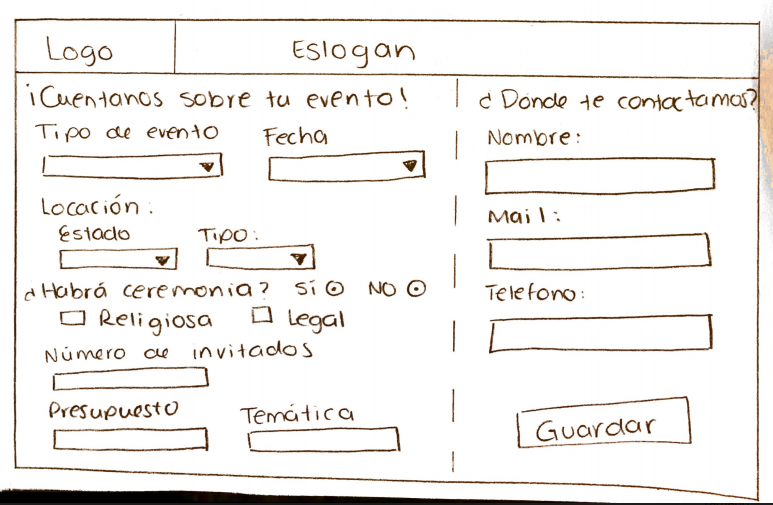 Logo
Eslogan
¡Cuentanos sobre tu evento!
Tipo de evento
Fecha
Locación:
Estado
Tipo:
¿Habrá ceremonia? Sí NO
Religiosa
Legal
Número de invitados
Presupuesto
Temática
¿Donde te contactamos?
Nombre:
Mail:
Telefono:
Guardar